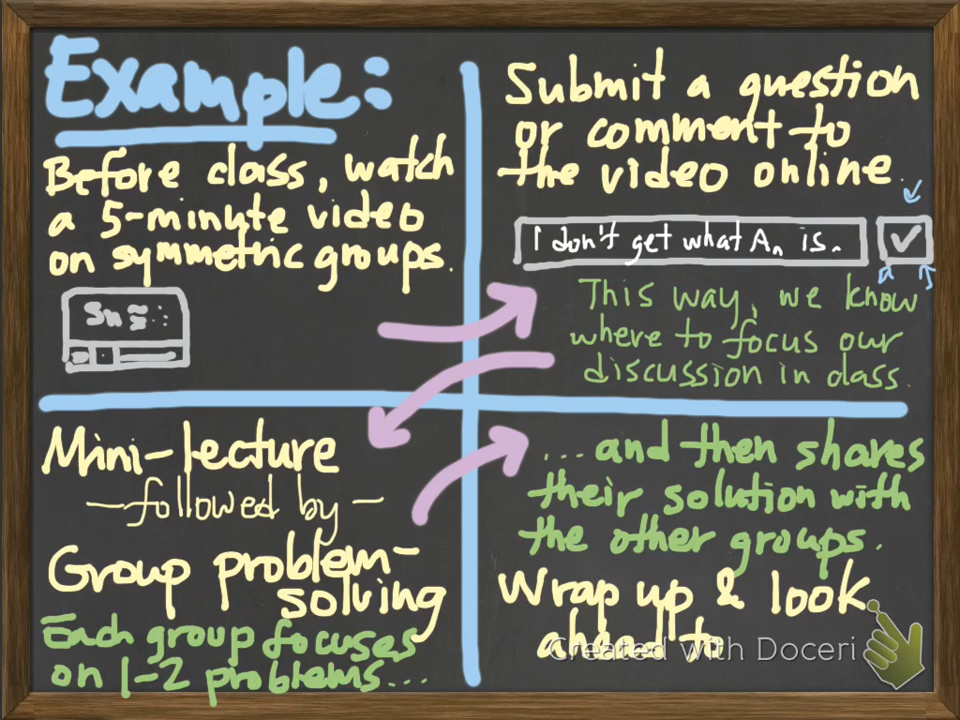 Example:
Before class, watch
a 5-minute video
on symmetric groups.
Sn
Submit a question
or comment to
the video online.
I don't get what An is.
This way, we know
where to focus our
discussion in class.
Mini-lecture
—followed by—
Group problem-
solving
Each group focuses
on 1-2 problems...
...and then shares
their solution with
the other groups.
Wrap up & look
ahead to
Created with Doceri